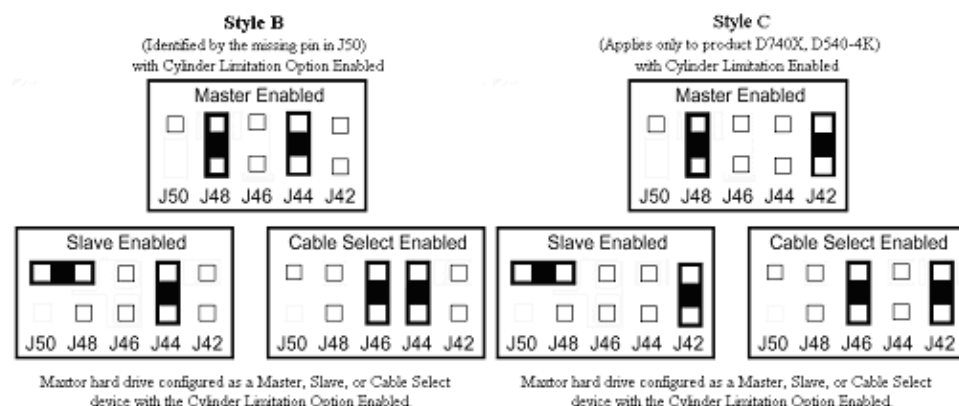 Style B
(Identified by the missing pin in J50)
with Cylinder Limitation Option Enabled
Master Enabled
J50 J48 J46 J44 J42
Slave Enabled
J50 J48 J46 J44 J42
Cable Select Enabled
J50 J48 J46 J44 J42
Maxtor hard drive configured as a Master, Slave, or Cable Select
device with the Cylinder Limitation Option Enabled.
Style C
(Applies only to product D740X, D540-4K)
with Cylinder Limitation Enabled
Master Enabled
J50 J48 J46 J44 J42
Slave Enabled
J50 J48 J46 J44 J42
Cable Select Enabled
J50 J48 J46 J44 J42
Maxtor hard drive configured as a Master, Slave, or Cable Select
device with the Cylinder Limitation Option Enabled.